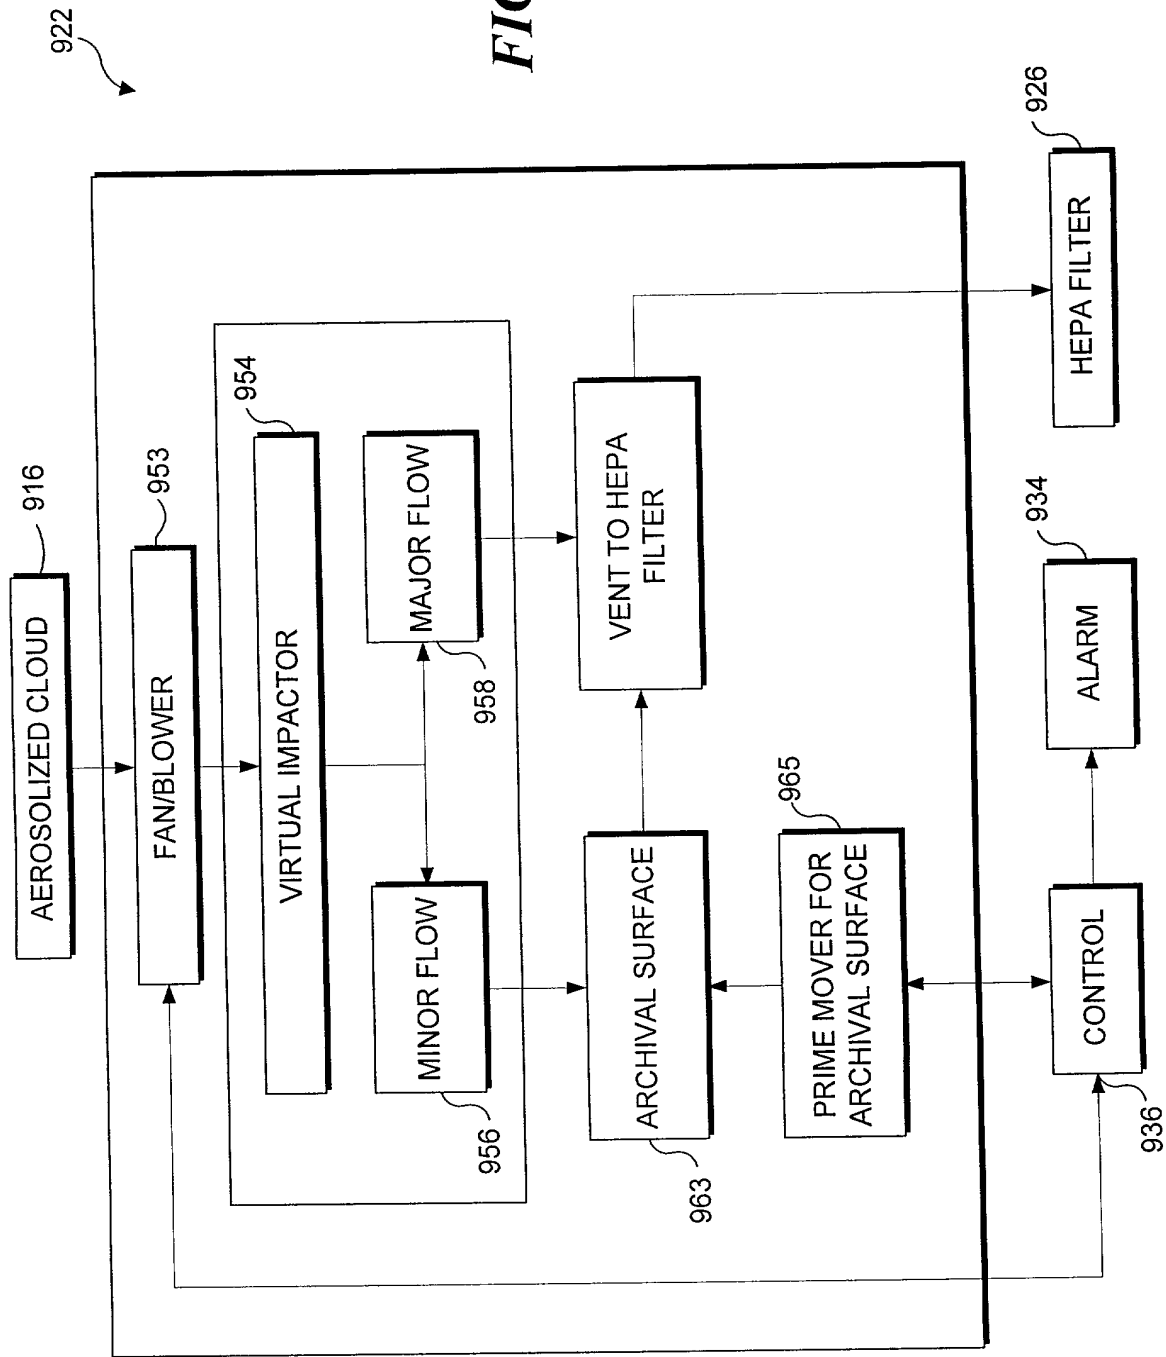 922
FIG
AEROSOLIZED CLOUD
916
FAN/BLOWER
953
VIRTUAL IMPACTOR
954
MINOR FLOW
956
MAJOR FLOW
958
ARCHIVAL SURFACE
963
VENT TO HEPA
FILTER
PRIME MOVER FOR
ARCHIVAL SURFACE
965
CONTROL
936
ALARM
934
HEPA FILTER
926